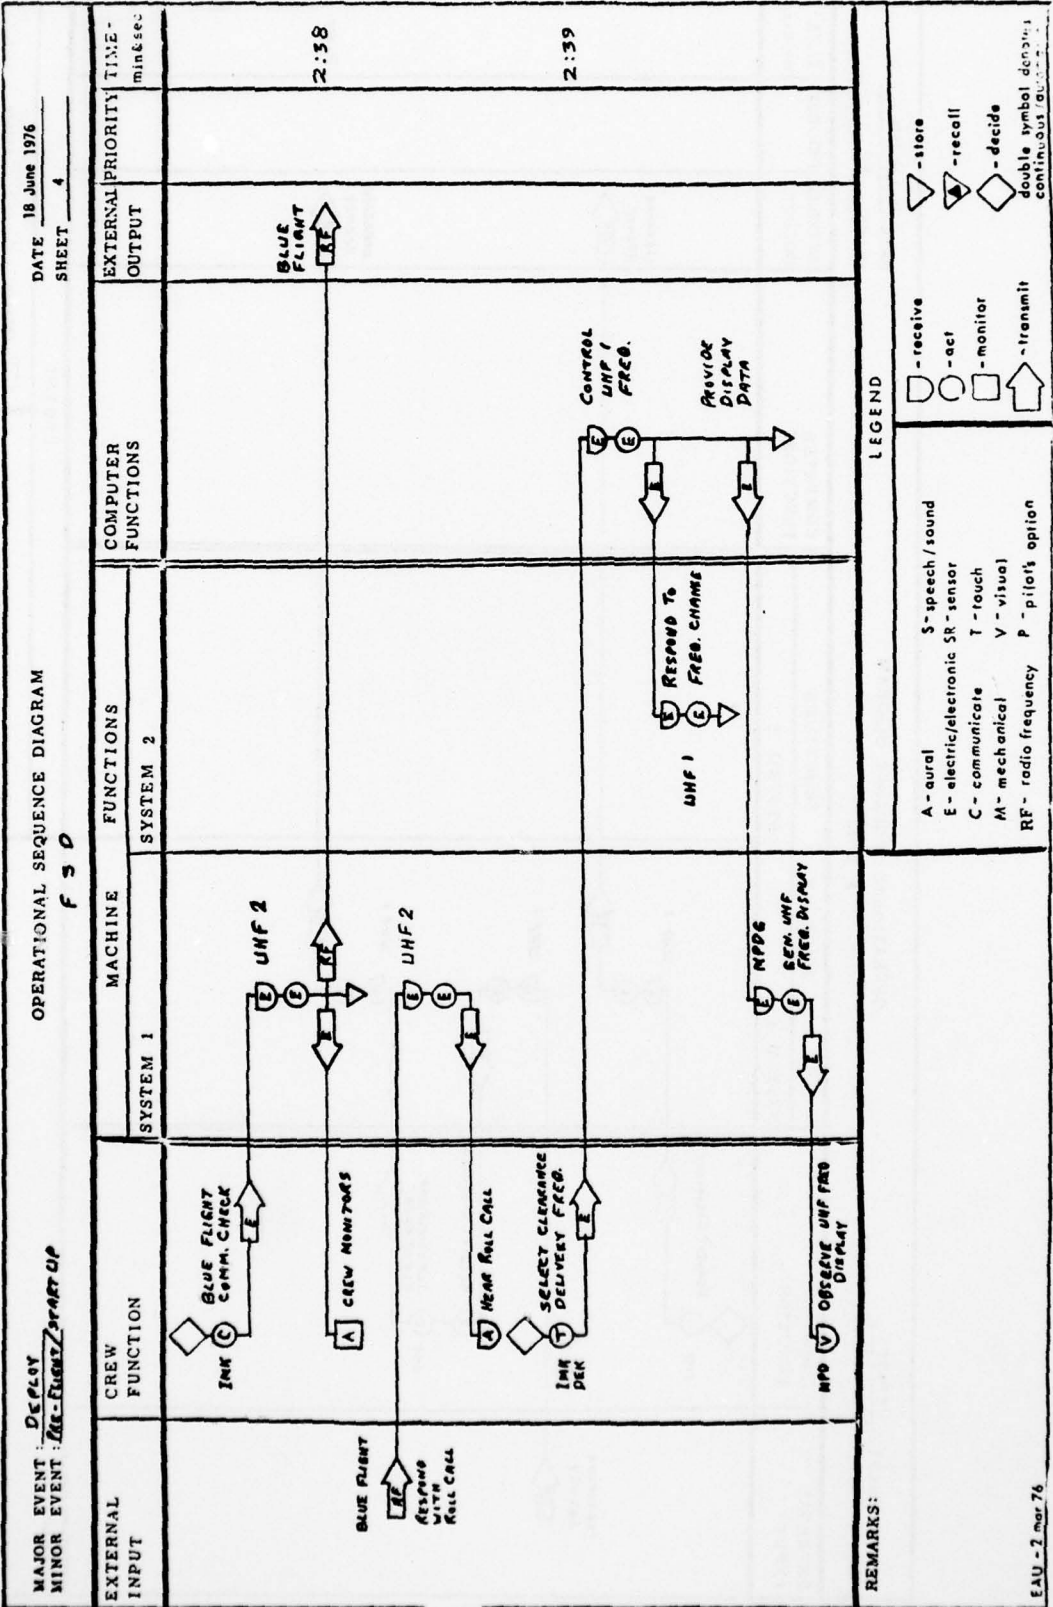 MAJOR EVENT: DEPLOY
MINOR EVENT: PRE-FLIGHT/START UP
OPERATIONAL SEQUENCE DIAGRAM
F S O
DATE 18 June 1976
SHEET 4
EXTERNAL
INPUT
CREW
FUNCTION
MACHINE FUNCTIONS
SYSTEM 1
SYSTEM 2
COMPUTER
FUNCTIONS
EXTERNAL
OUTPUT
PRIORITY
TIME-
min&sec
IMK
C
BLUE FLIGHT
COMM. CHECK
E
UHF 2
E
E
RF
E
BLUE
FLIGHT
RF
2:38
A
CREW MONITORS
BLUE FLIGHT
RF
RESPOND
WITH
ROLL CALL
UHF 2
E
E
E
A
HEAR ROLL CALL
IMK
DEK
T
SELECT CLEARANCE
DELIVERY FREQ.
E
CONTROL
UHF 1
FREQ.
E
E
2:39
E
UHF 1
E
E
RESPOND TO
FREQ. CHANGE
PROVIDE
DISPLAY
DATA
E
MPDG
E
E
GEN. UHF
FREQ. DISPLAY
E
MPD
V
OBSERVE UHF FREQ
DISPLAY
REMARKS:
EAU - 2 mar 76
LEGEND
A - aural S - speech / sound
E - electric/electronic SR - sensor
C - communicate T - touch
M - mechanical V - visual
RF - radio frequency P - pilot's option
- receive
- act
- monitor
- transmit
- store
- recall
- decide
double symbol denotes
continuous